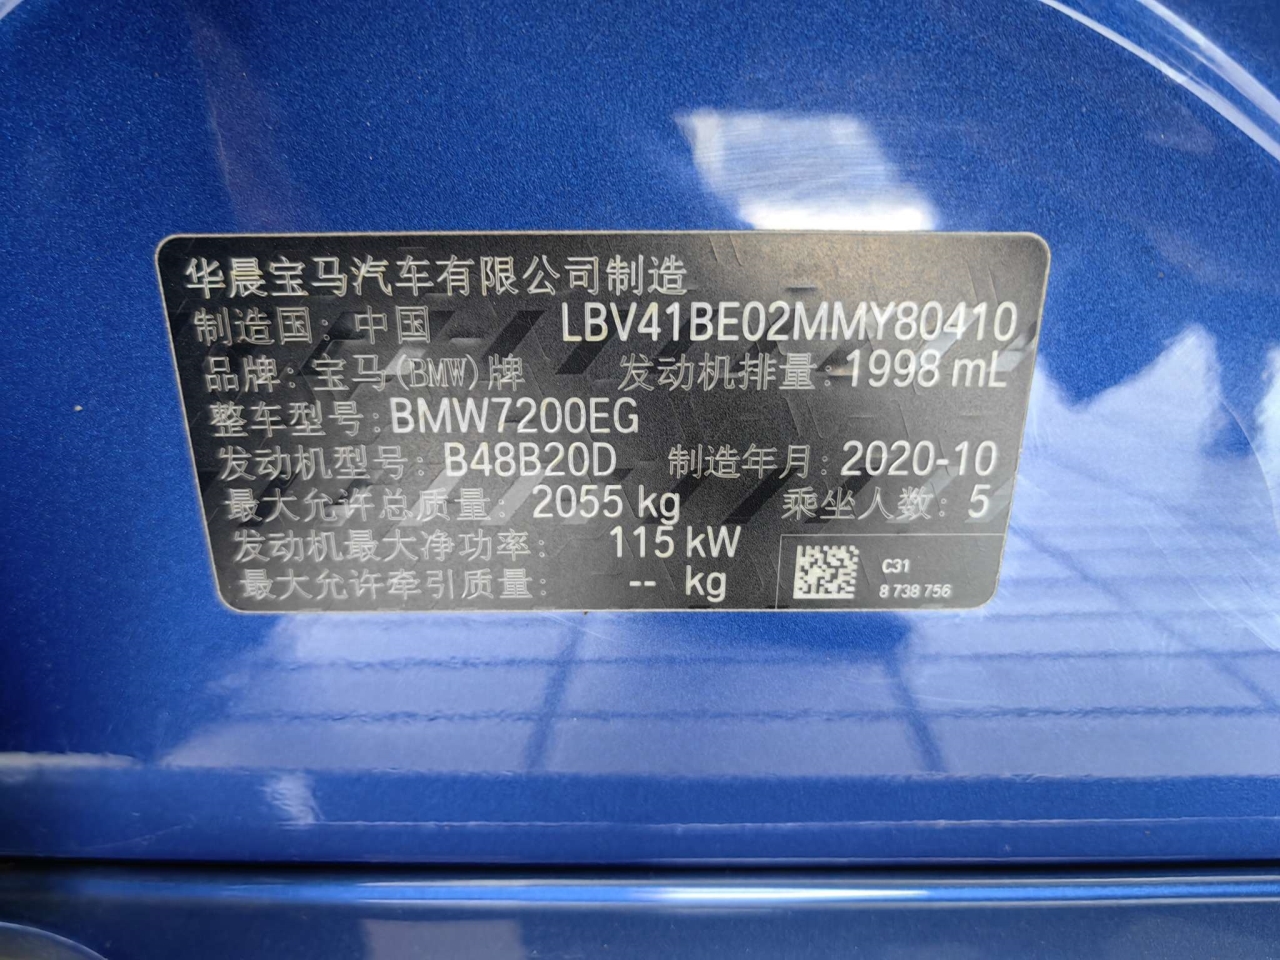 华晨宝马汽车有限公司制造
制造国: 中国 LBV41BE02MMY80410
品牌: 宝马(BMW)牌 发动机排量: 1998 mL
整车型号: BMW7200EG
发动机型号: B48B20D 制造年月: 2020-10
最大允许总质量: 2055 kg 乘坐人数: 5
发动机最大净功率: 115 kW
最大允许牵引质量: -- kg
C31
8 738 756